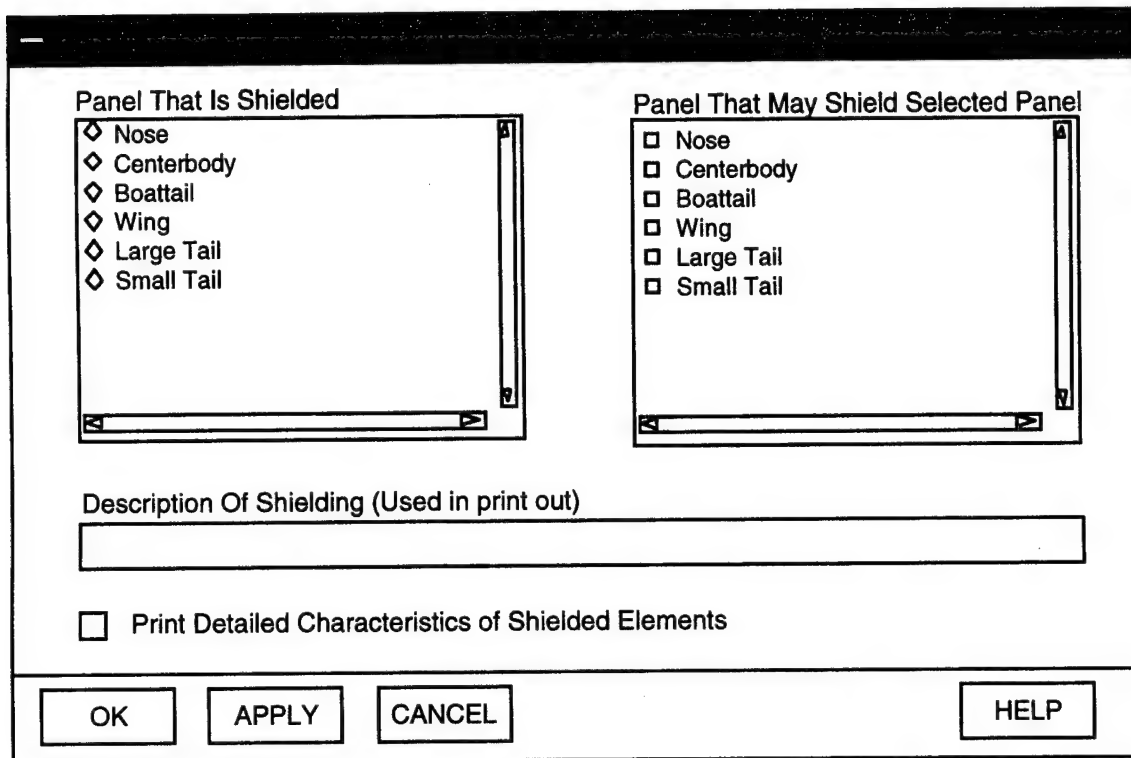 Panel That Is Shielded
Nose
Centerbody
Boattail
Wing
Large Tail
Small Tail
Panel That May Shield Selected Panel
Nose
Centerbody
Boattail
Wing
Large Tail
Small Tail
Description Of Shielding (Used in print out)
Print Detailed Characteristics of Shielded Elements
OK
APPLY
CANCEL
HELP